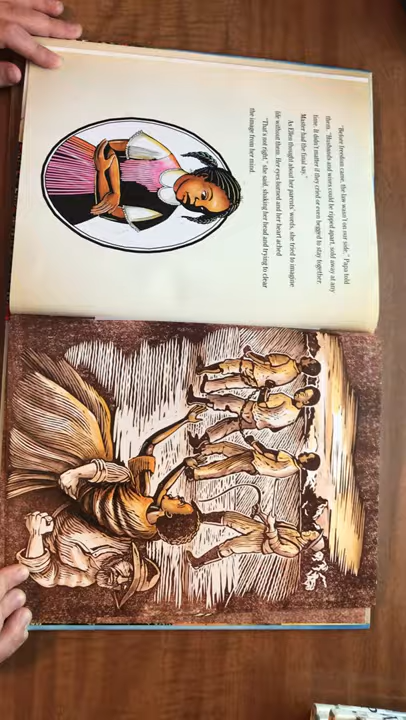 "Before freedom came, the law wasn't on our side," Papa told
them. "Husbands and wives could be ripped apart, sold away at any
time. It didn't matter if they cried or even begged to stay together.
Master had the final say."
As Ellen thought about her parents' words, she tried to imagine
life without them. Her eyes burned and her heart ached.
"That's not right," she said, shaking her head and trying to clear
the image from her mind.